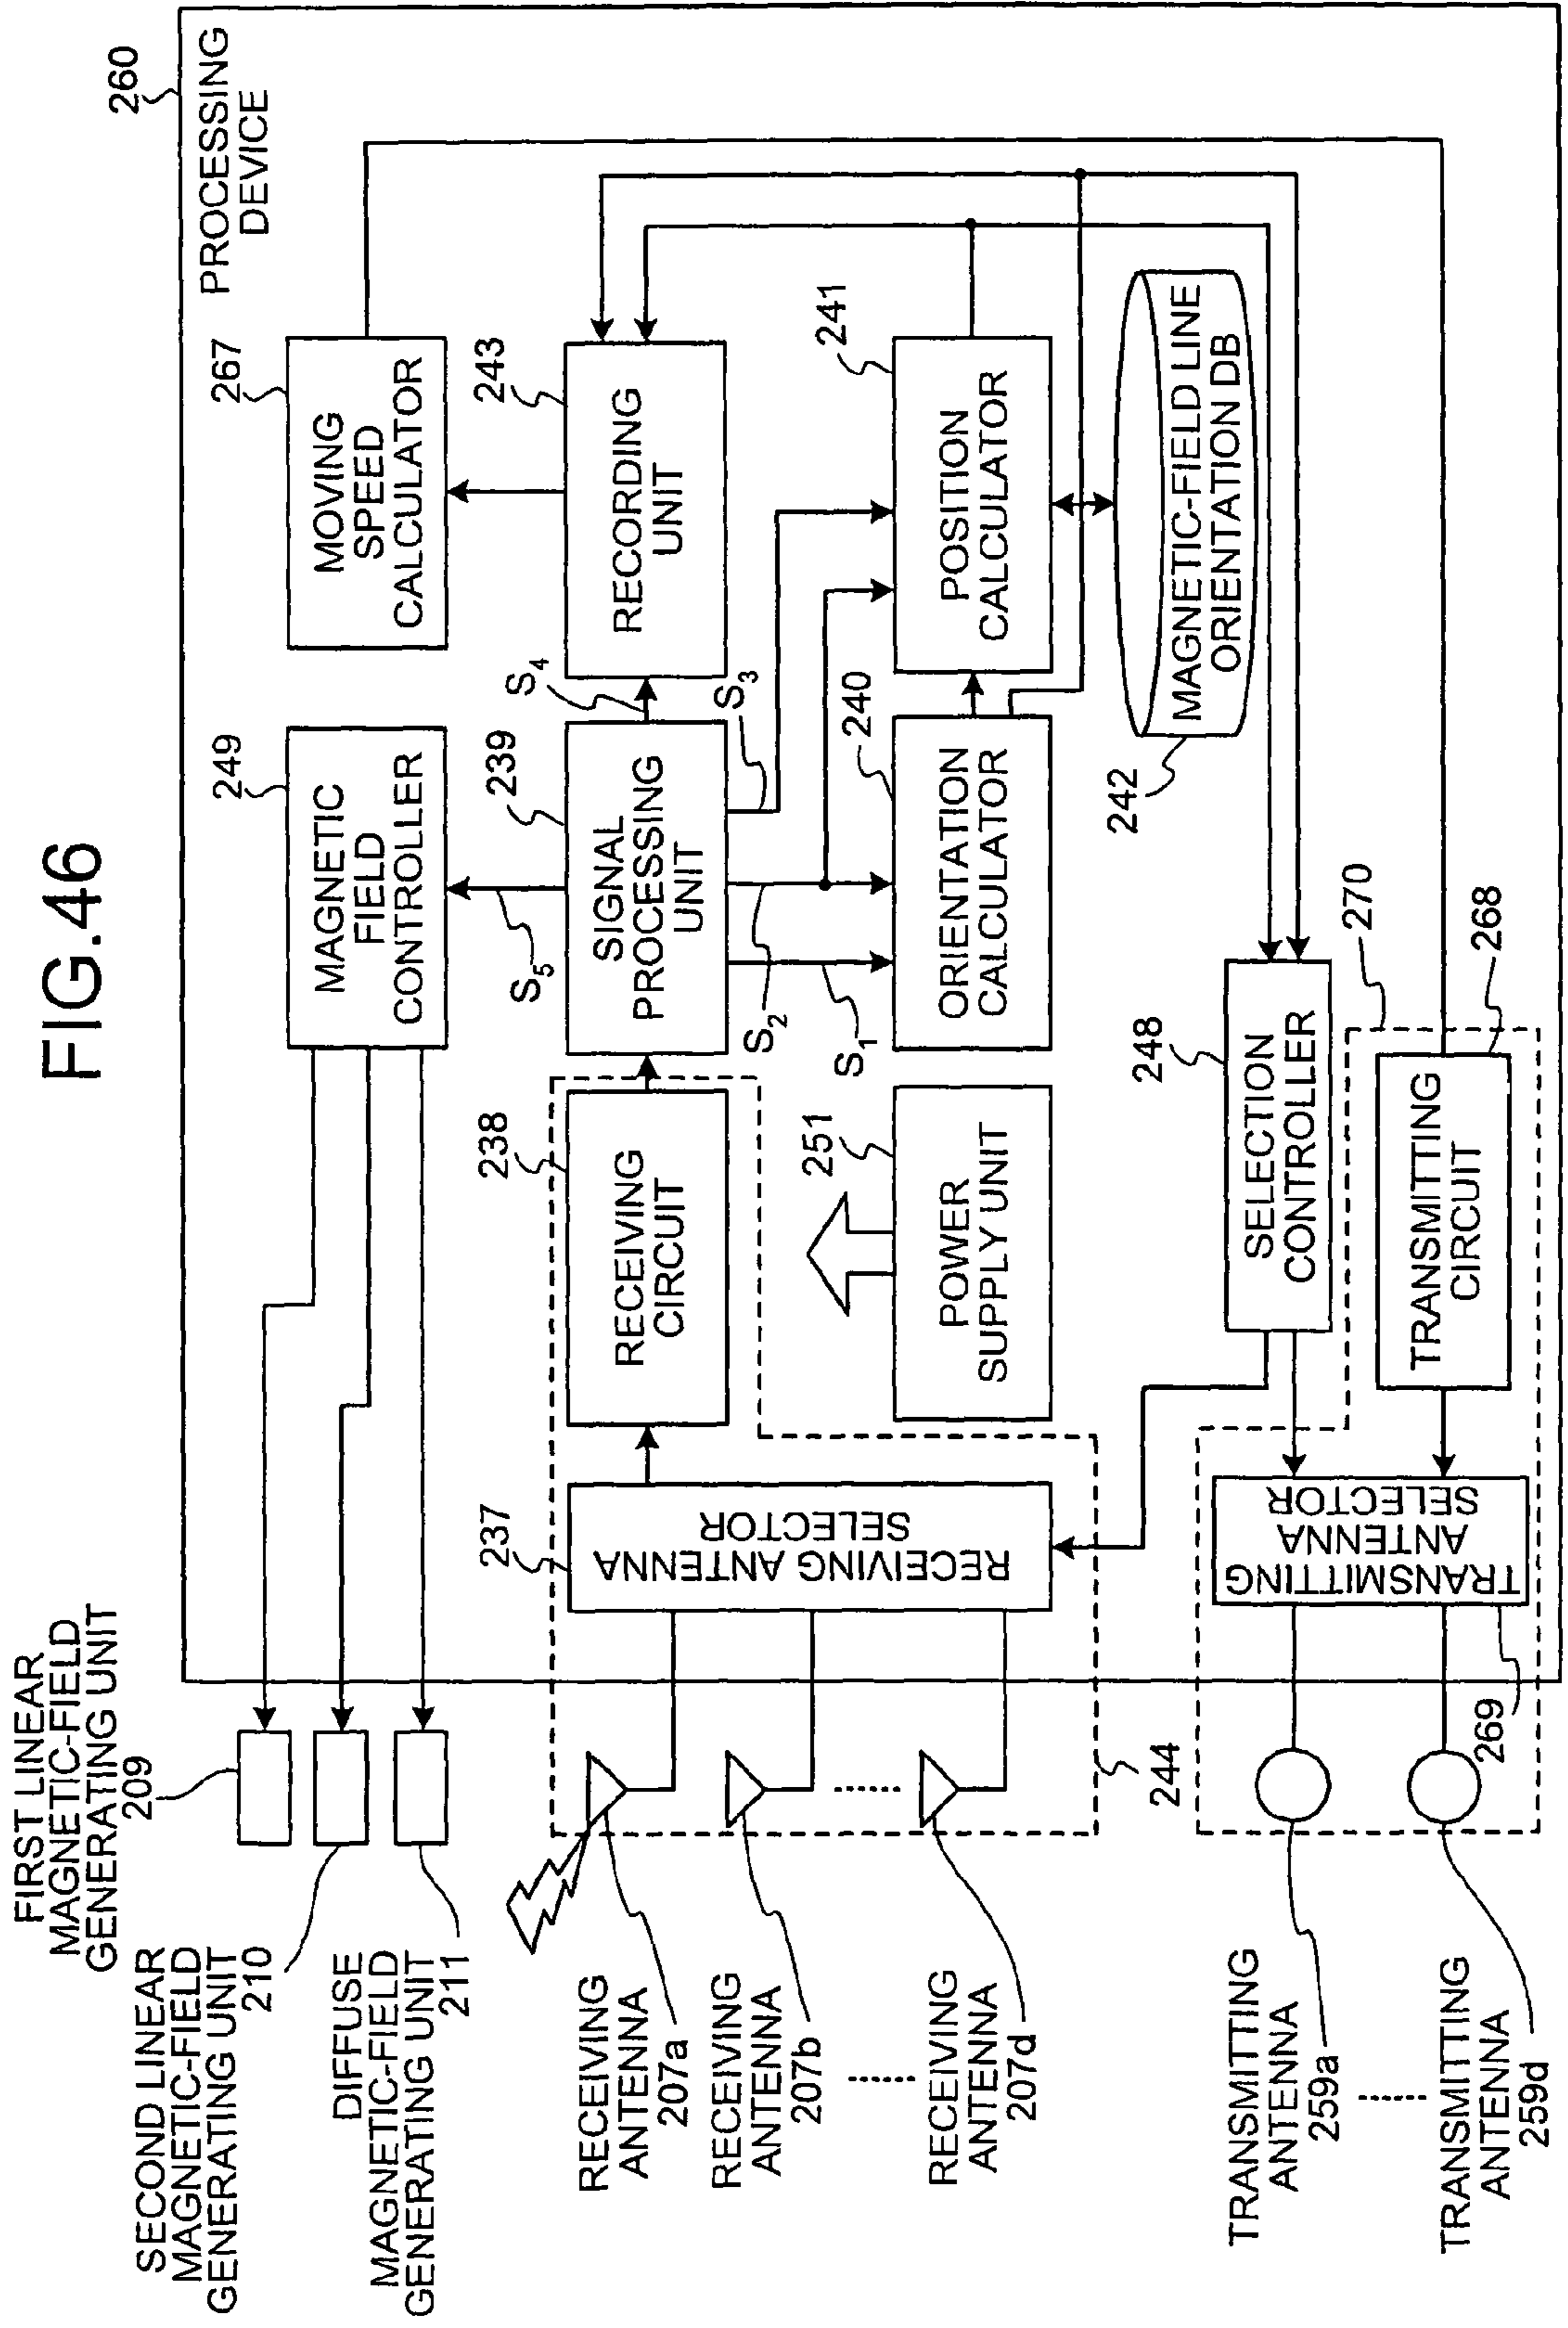 FIG.46
260
PROCESSING
DEVICE
FIRST LINEAR
MAGNETIC-FIELD
GENERATING UNIT
209
SECOND LINEAR
MAGNETIC-FIELD
GENERATING UNIT
210
DIFFUSE
MAGNETIC-FIELD
GENERATING UNIT
211
249
MAGNETIC
FIELD
CONTROLLER
267
MOVING
SPEED
CALCULATOR
S5
237
RECEIVING ANTENNA
SELECTOR
238
RECEIVING
CIRCUIT
239
SIGNAL
PROCESSING
UNIT
S4
243
RECORDING
UNIT
S1
S2
S3
RECEIVING
ANTENNA
207a
RECEIVING
ANTENNA
207b
RECEIVING
ANTENNA
207d
251
POWER
SUPPLY UNIT
240
ORIENTATION
CALCULATOR
241
POSITION
CALCULATOR
242
MAGNETIC-FIELD LINE
ORIENTATION DB
244
248
SELECTION
CONTROLLER
270
268
TRANSMITTING
CIRCUIT
TRANSMITTING
ANTENNA
SELECTOR
269
TRANSMITTING
ANTENNA
259a
TRANSMITTING
ANTENNA
259d